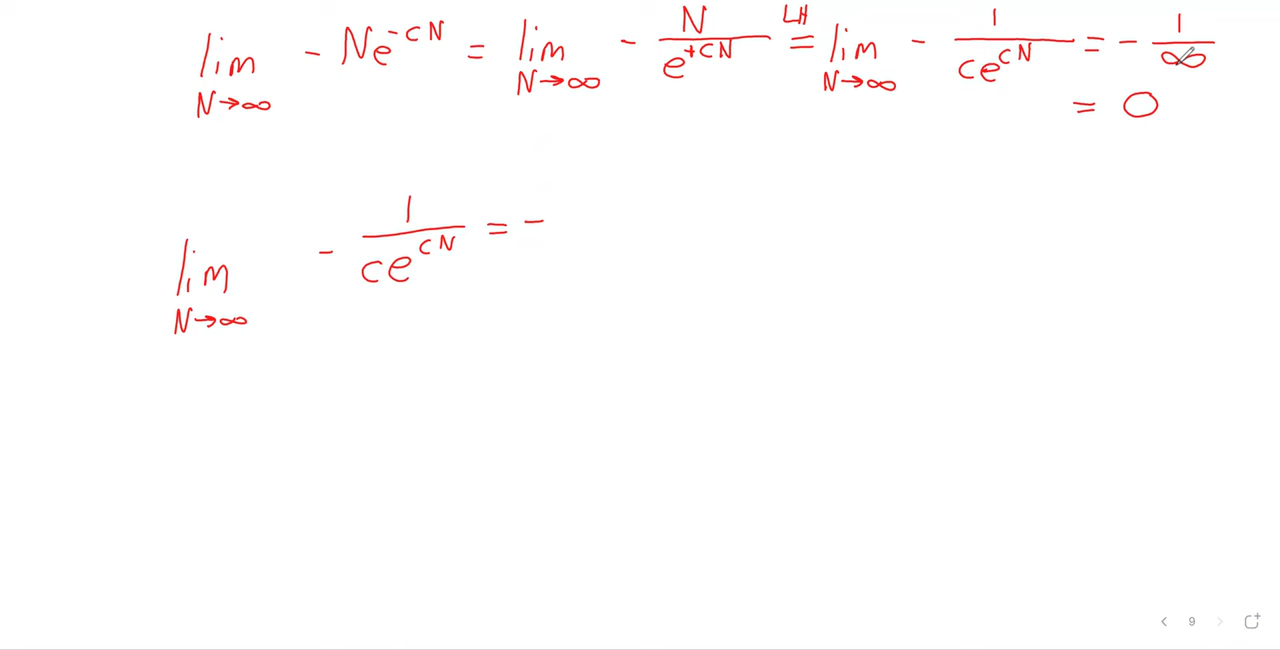 lim N→∞ - Ne^{-cN} = lim N→∞ - N/e^{+cN} LH= lim N→∞ - 1/(ce^{cN}) = - 1/∞
= 0
lim N→∞ - 1/(ce^{cN}) = -
< 9 >